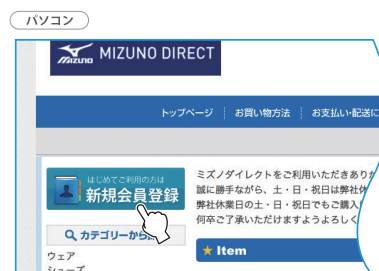 パソコン
Mizuno MIZUNO DIRECT
トップページ お買い物方法 お支払い・配送に
はじめてご利用の方は
新規会員登録
ミズノダイレクトをご利用いただきあり
誠に勝手ながら、土・日・祝日は弊社休
弊社休業日の土・日・祝日でもご購入
何卒ご了承いただけますようよろしく
カテゴリーから
★ Item
ウェア
シューズ